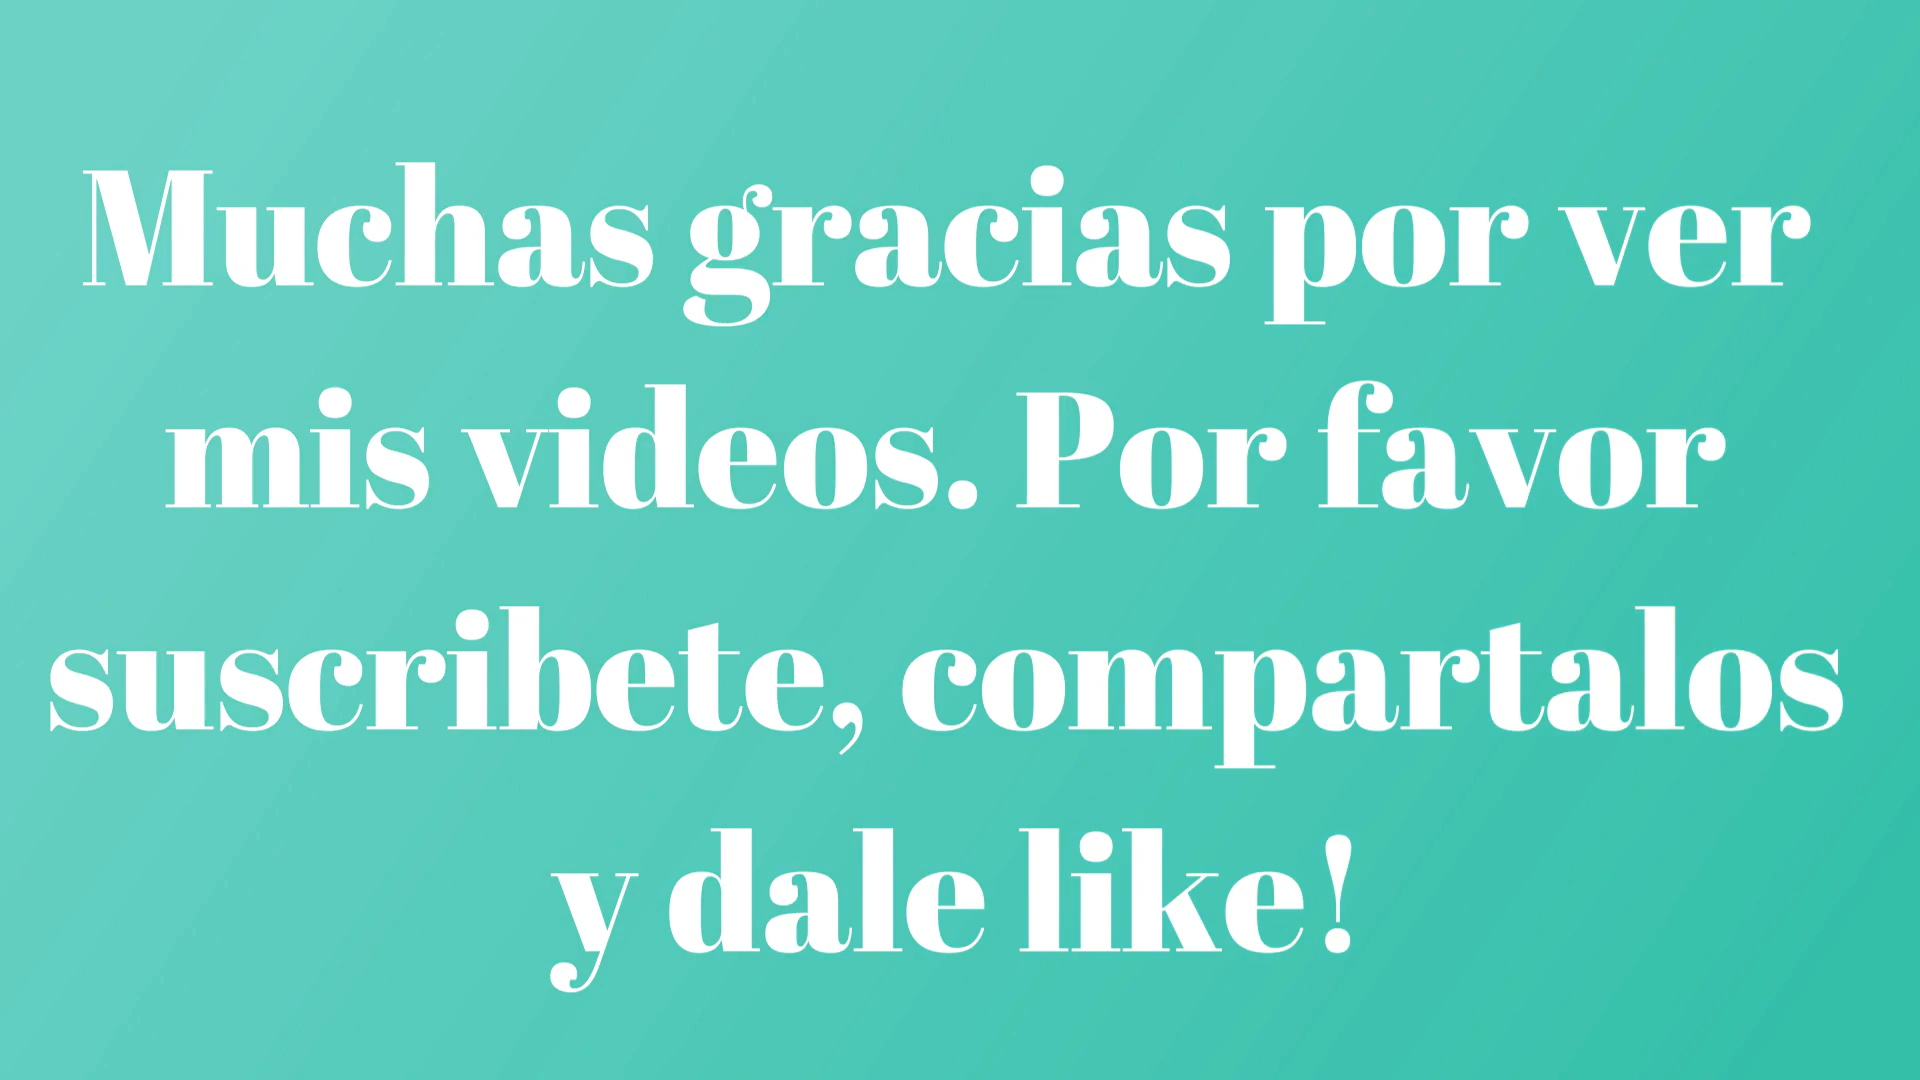 Muchas gracias por ver
mis videos. Por favor
suscribete, compartalos
y dale like!